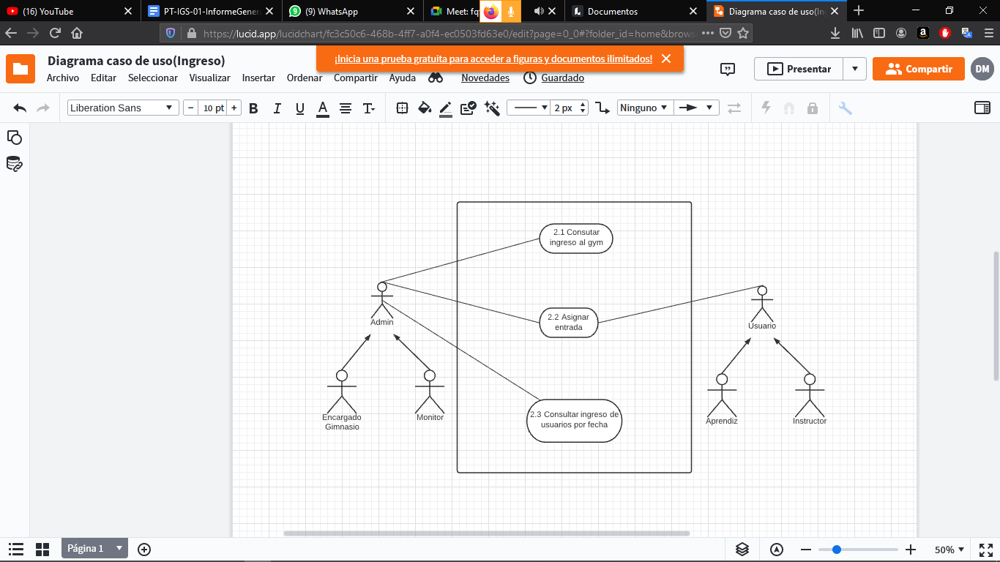 (16) YouTube
PT-IGS-01-InformeGener
(9) WhatsApp
Meet: fq
Documentos
Diagrama caso de uso(In
https://lucid.app/lucidchart/fc3c50c6-468b-4ff7-a0f4-ec0503fd63e0/edit?page=0_0#?folder_id=home&brows
Diagrama caso de uso(Ingreso)
¡Inicia una prueba gratuita para acceder a figuras y documentos ilimitados!
Archivo Editar Seleccionar Visualizar Insertar Ordenar Compartir Ayuda Novedades Guardado
Presentar
Compartir
DM
Liberation Sans
10 pt
B I U A T
2 px
Ninguno
2.1 Consutar
ingreso al gym
Admin
2.2 Asignar
entrada
Usuario
Encargado
Gimnasio
Monitor
2.3 Consultar ingreso de
usuarios por fecha
Aprendiz
Instructor
Página 1
50%